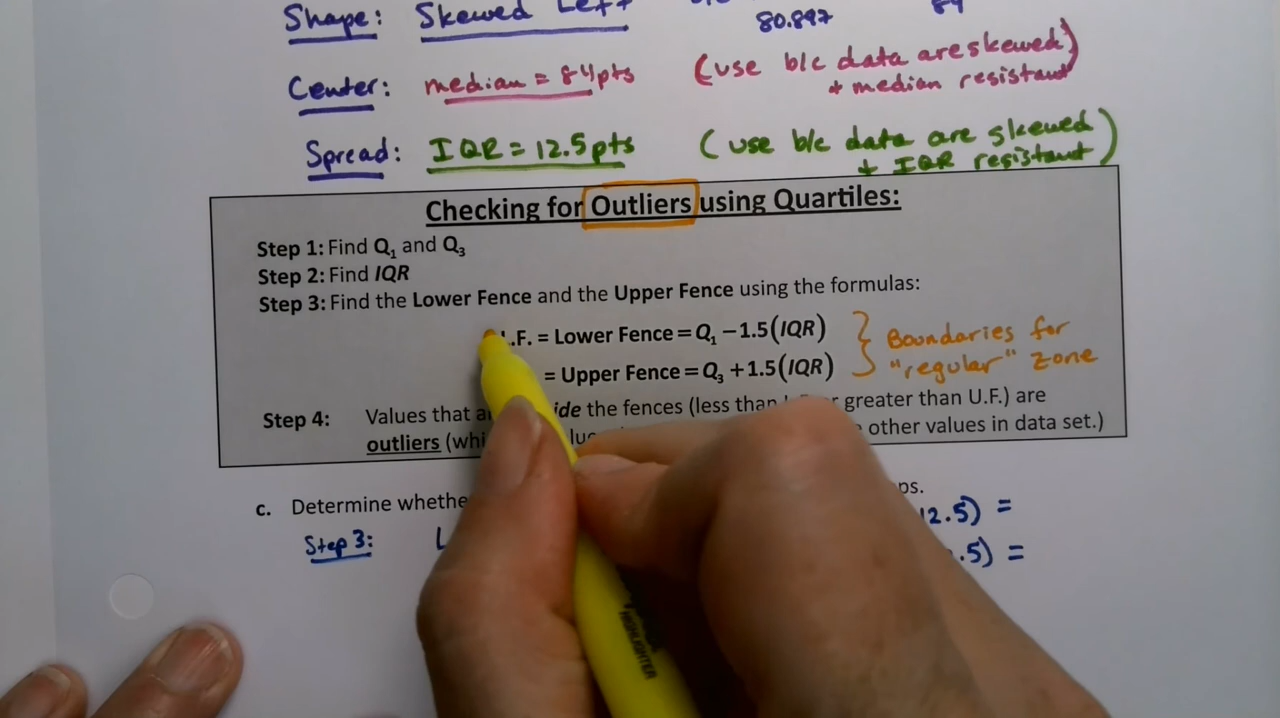 Shape: Skewed Left
80.897 84
Center: median = 84pts (use b/c data are skewed)
+ median resistant
Spread: IQR = 12.5pts (use b/c data are skewed
+ IQR resistant)
Checking for Outliers using Quartiles:
Step 1: Find Q₁ and Q₃
Step 2: Find IQR
Step 3: Find the Lower Fence and the Upper Fence using the formulas:
.F. = Lower Fence = Q₁ − 1.5(IQR) } Boundaries for
= Upper Fence = Q₃ + 1.5(IQR) "regular" zone
Step 4: Values that the fences (less than greater than U.F.) are
outliers other values in data set.)
c. Determine
Step 3: L 12.5) =
.5) =
HIGHLIGHTER